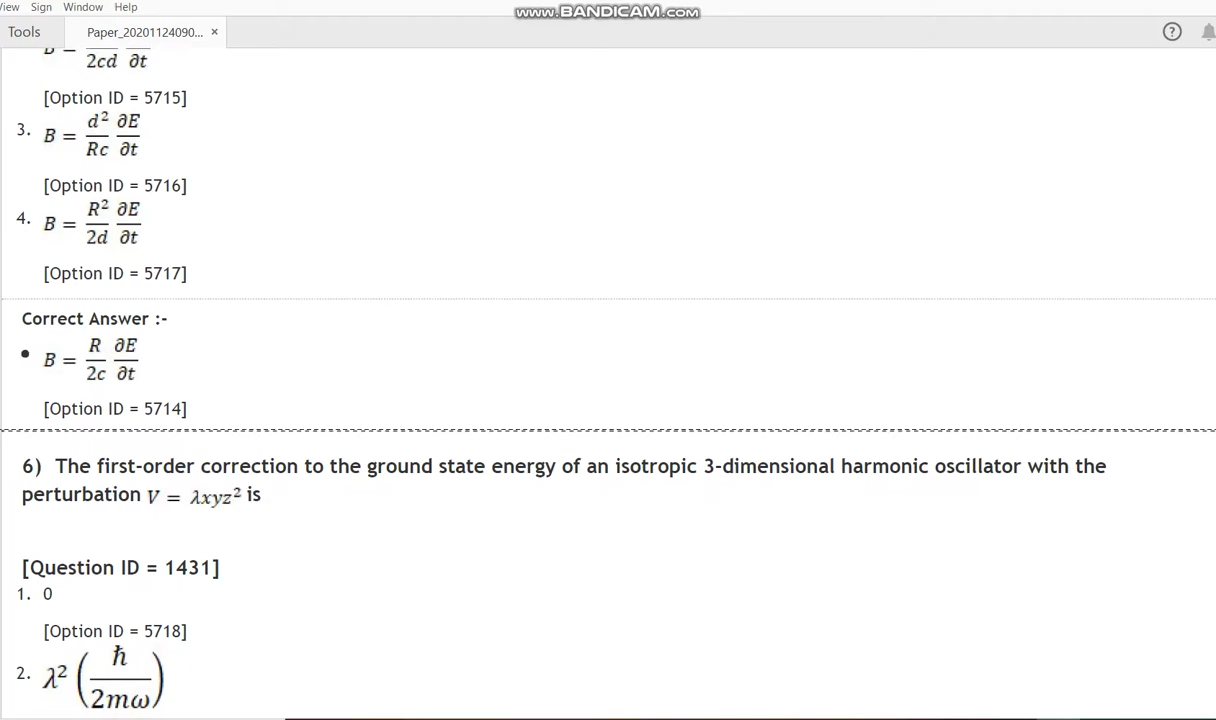 View Sign Window Help
www.BANDICAM.com
Tools Paper_20201124090... × ?
B = 2cd ∂t
[Option ID = 5715]
3. B = d² ∂E / Rc ∂t
[Option ID = 5716]
4. B = R² ∂E / 2d ∂t
[Option ID = 5717]
Correct Answer :-
• B = R ∂E / 2c ∂t
[Option ID = 5714]
6) The first-order correction to the ground state energy of an isotropic 3-dimensional harmonic oscillator with the
perturbation V = λxyz² is
[Question ID = 1431]
1. 0
[Option ID = 5718]
2. λ² (ħ / 2mω)